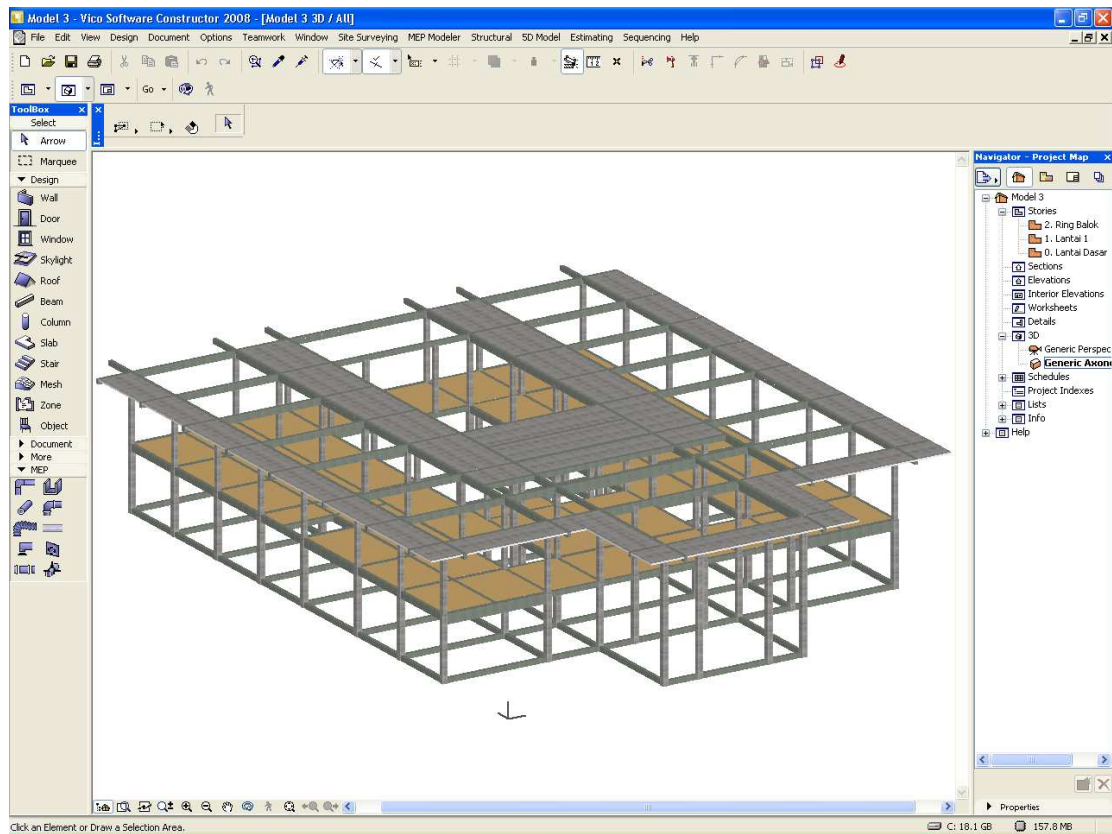 Model 3 - Vico Software Constructor 2008 - [Model 3 3D / All]
File Edit View Design Document Options Teamwork Window Site Surveying MEP Modeler Structural 5D Model Estimating Sequencing Help
Go
ToolBox
Select
Arrow
Marquee
Design
Wall
Door
Window
Skylight
Roof
Beam
Column
Slab
Stair
Mesh
Zone
Object
Document
More
MEP
Navigator - Project Map
Model 3
Stories
2. Ring Balok
1. Lantai 1
0. Lantai Dasar
Sections
Elevations
Interior Elevations
Worksheets
Details
3D
Generic Perspec
Generic Axon
Schedules
Project Indexes
Lists
Info
Help
Properties
Click an Element or Draw a Selection Area.
C: 18.1 GB
157.8 MB